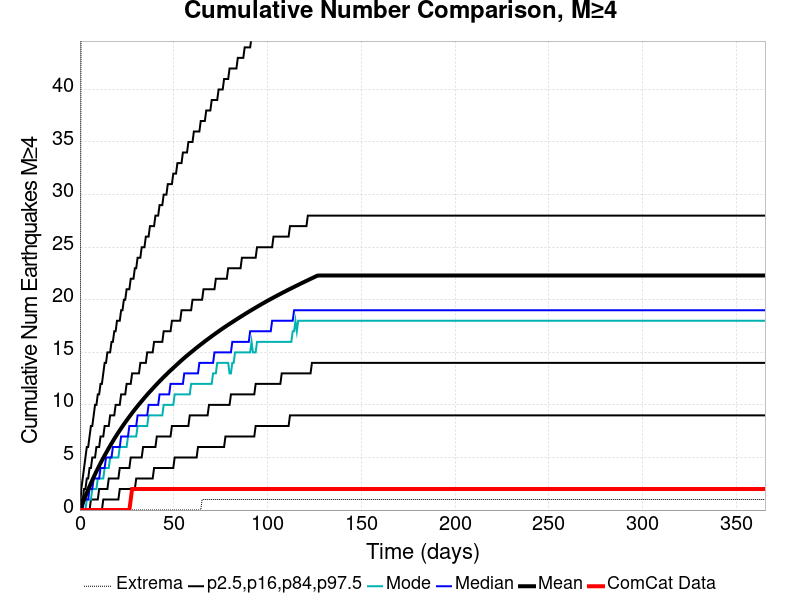 Cumulative Number Comparison, M≥4
Cumulative Num Earthquakes M≥4
40
35
30
25
20
15
10
5
0
0 50 100 150 200 250 300 350
Time (days)
Extrema p2.5,p16,p84,p97.5 Mode Median Mean ComCat Data